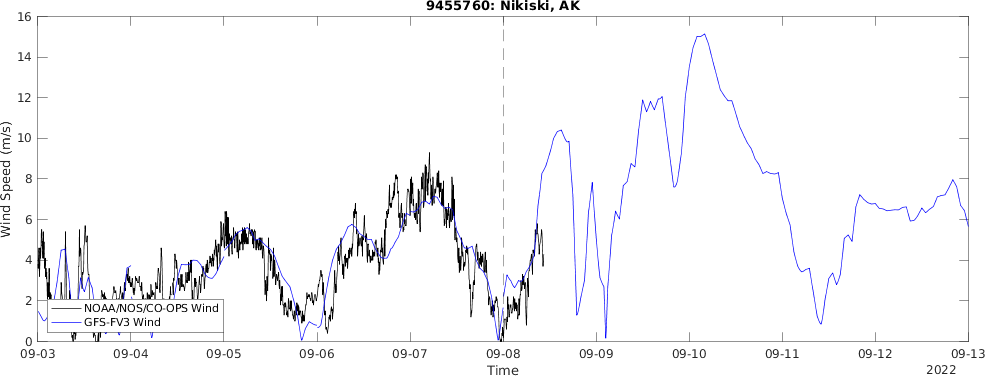 9455760: Nikiski, AK
16
14
12
10
8
6
4
2
0
Wind Speed (m/s)
NOAA/NOS/CO-OPS Wind
GFS-FV3 Wind
09-03 09-04 09-05 09-06 09-07 09-08 09-09 09-10 09-11 09-12 09-13
Time
2022